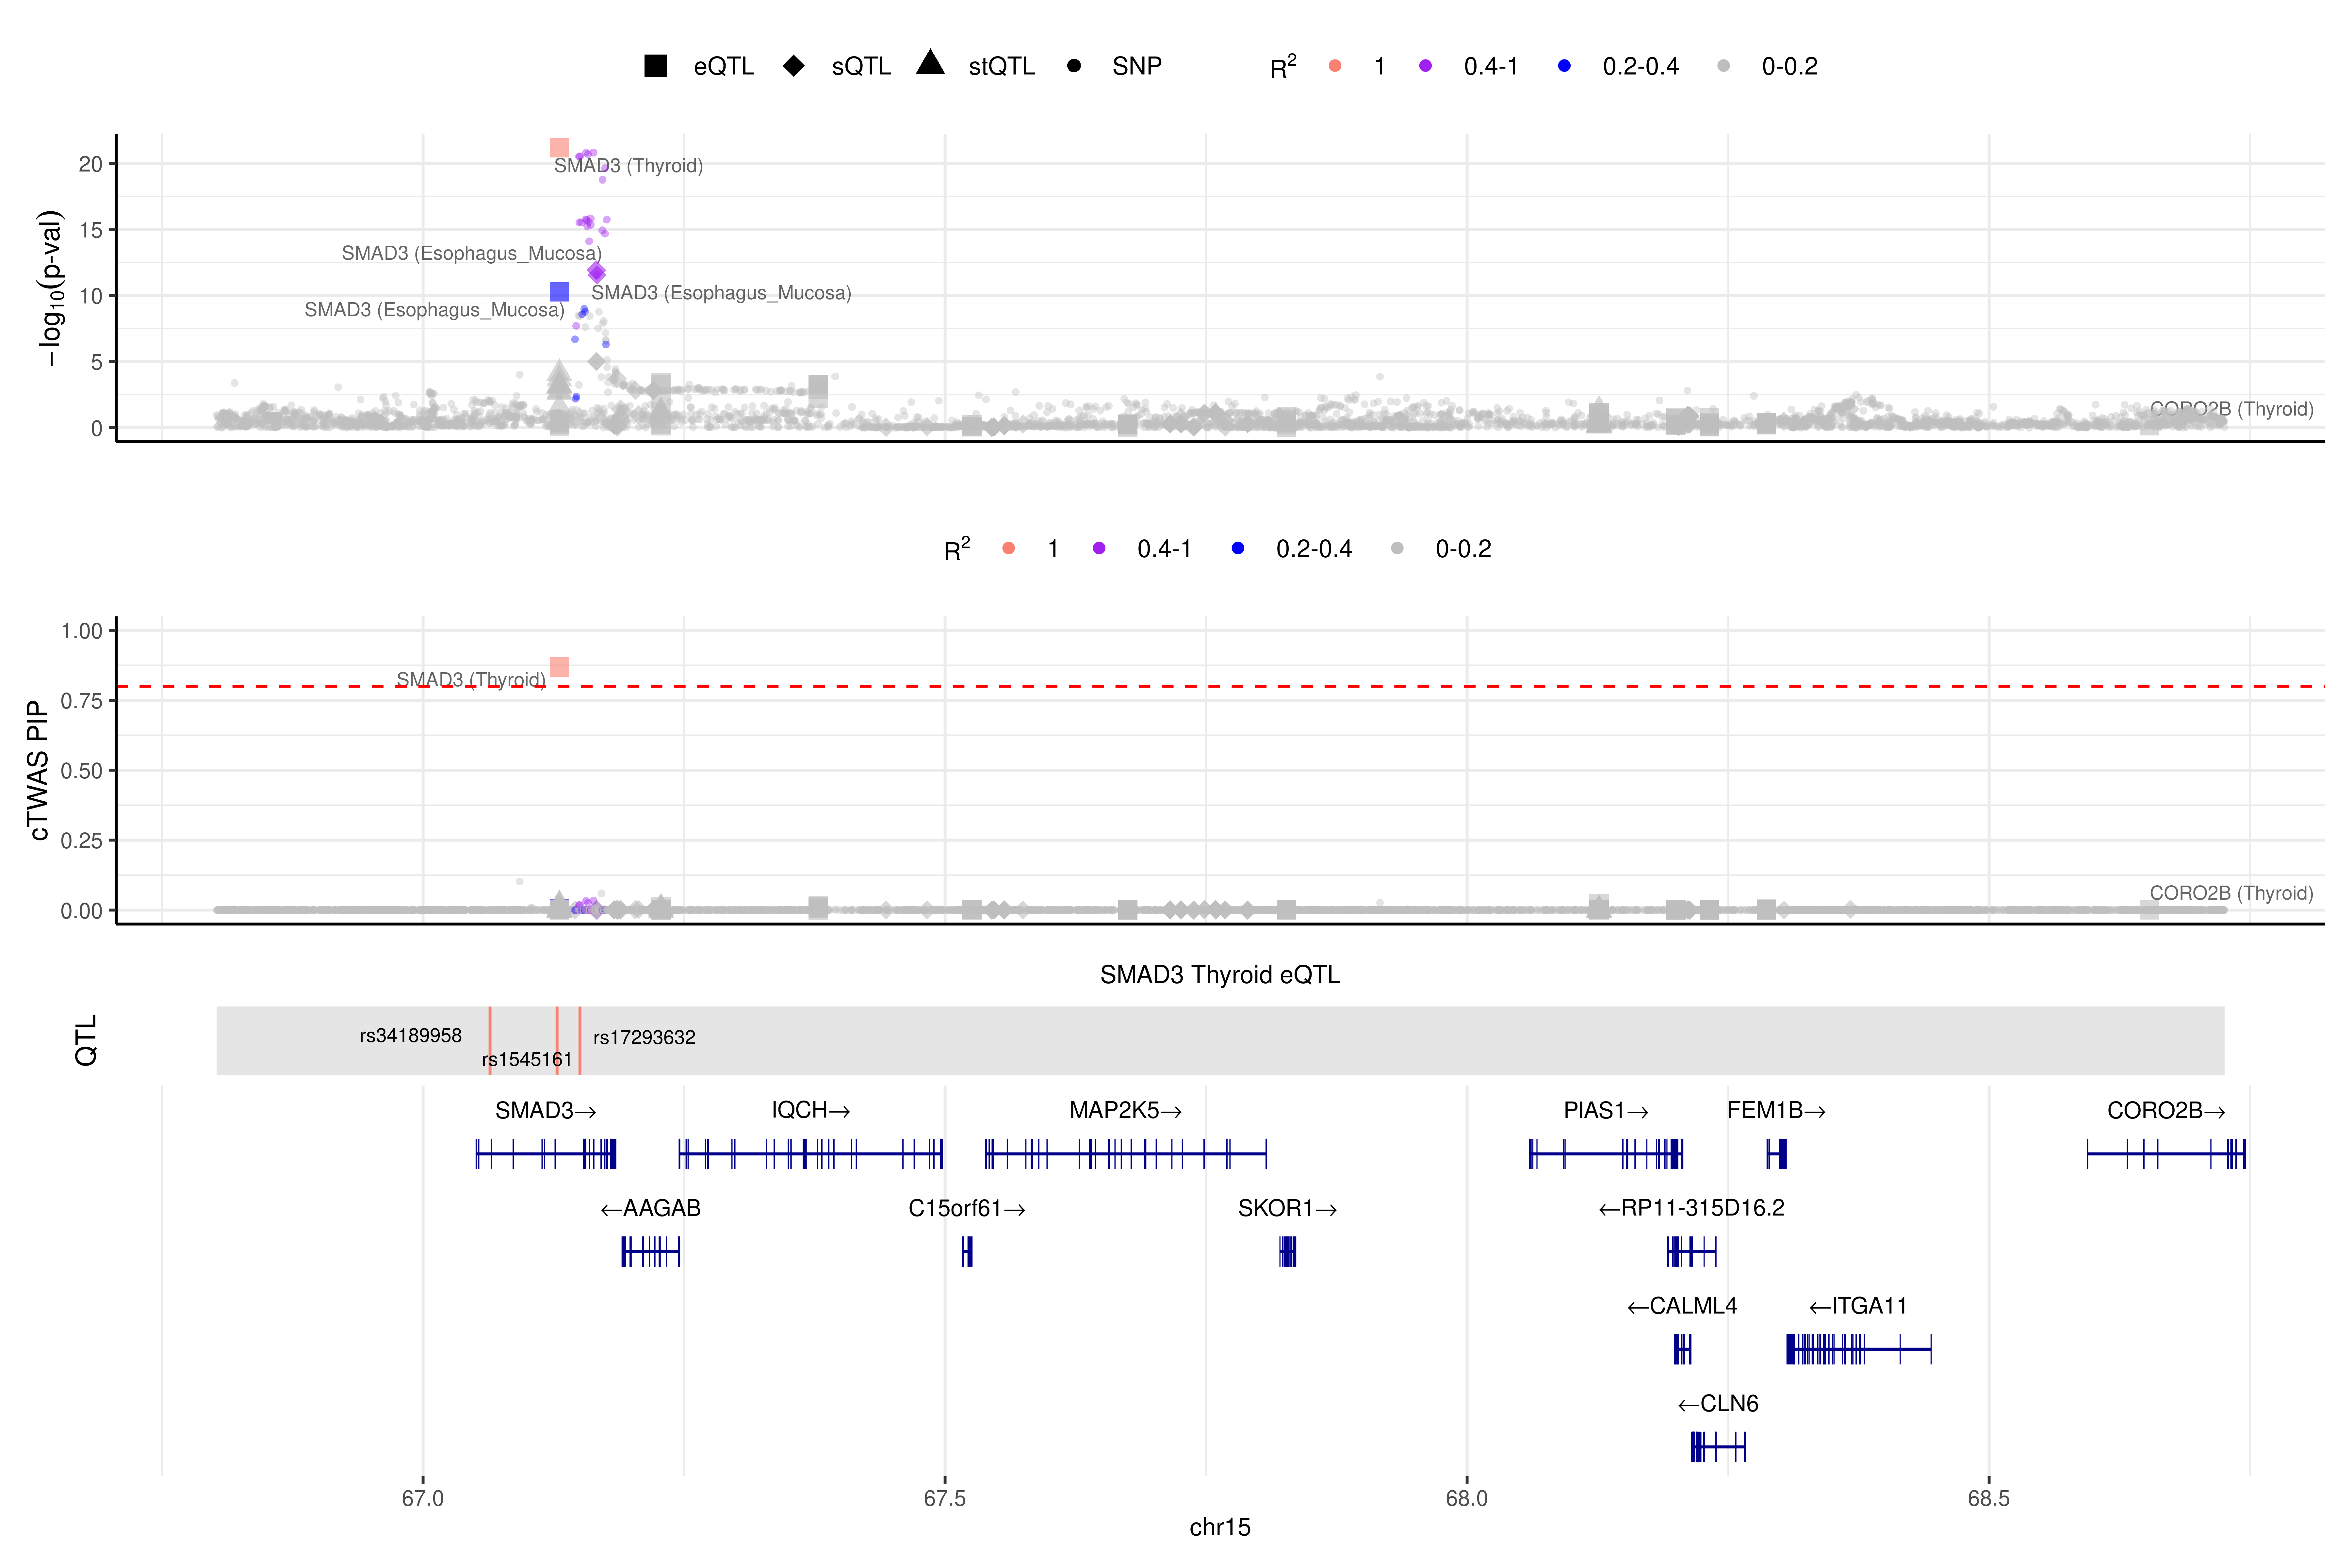 eQTL sQTL stQTL SNP R2 1 0.4-1 0.2-0.4 0-0.2
−log10(p-val)
20
15
10
5
0
SMAD3 (Thyroid)
SMAD3 (Esophagus_Mucosa)
SMAD3 (Esophagus_Mucosa)
SMAD3 (Esophagus_Mucosa)
CORO2B (Thyroid)
R2 1 0.4-1 0.2-0.4 0-0.2
cTWAS PIP
1.00
0.75
0.50
0.25
0.00
SMAD3 (Thyroid)
CORO2B (Thyroid)
SMAD3 Thyroid eQTL
QTL
rs34189958
rs17293632
rs1545161
SMAD3→ IQCH→ MAP2K5→ PIAS1→ FEM1B→ CORO2B→
←AAGAB C15orf61→ SKOR1→ ←RP11-315D16.2
←CALML4 ←ITGA11
←CLN6
67.0 67.5 68.0 68.5
chr15